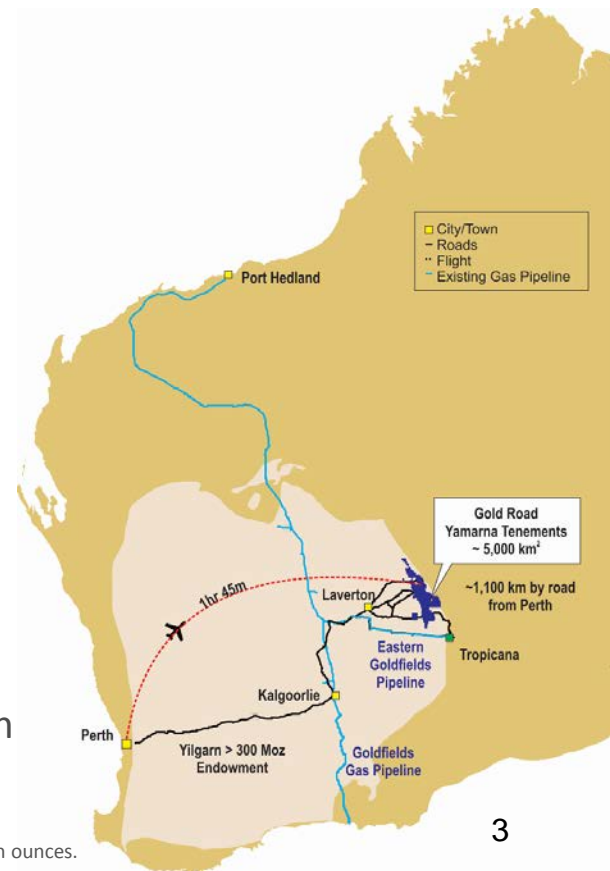 City/Town
Roads
Flight
Existing Gas Pipeline
Port Hedland
Gold Road
Yamarna Tenements
~ 5,000 km²
~1,100 km by road
from Perth
1hr 45m
Laverton
Tropicana
Eastern
Goldfields
Pipeline
Kalgoorlie
Perth
Yilgarn > 300 Moz
Endowment
Goldfields
Gas Pipeline
3
ounces.